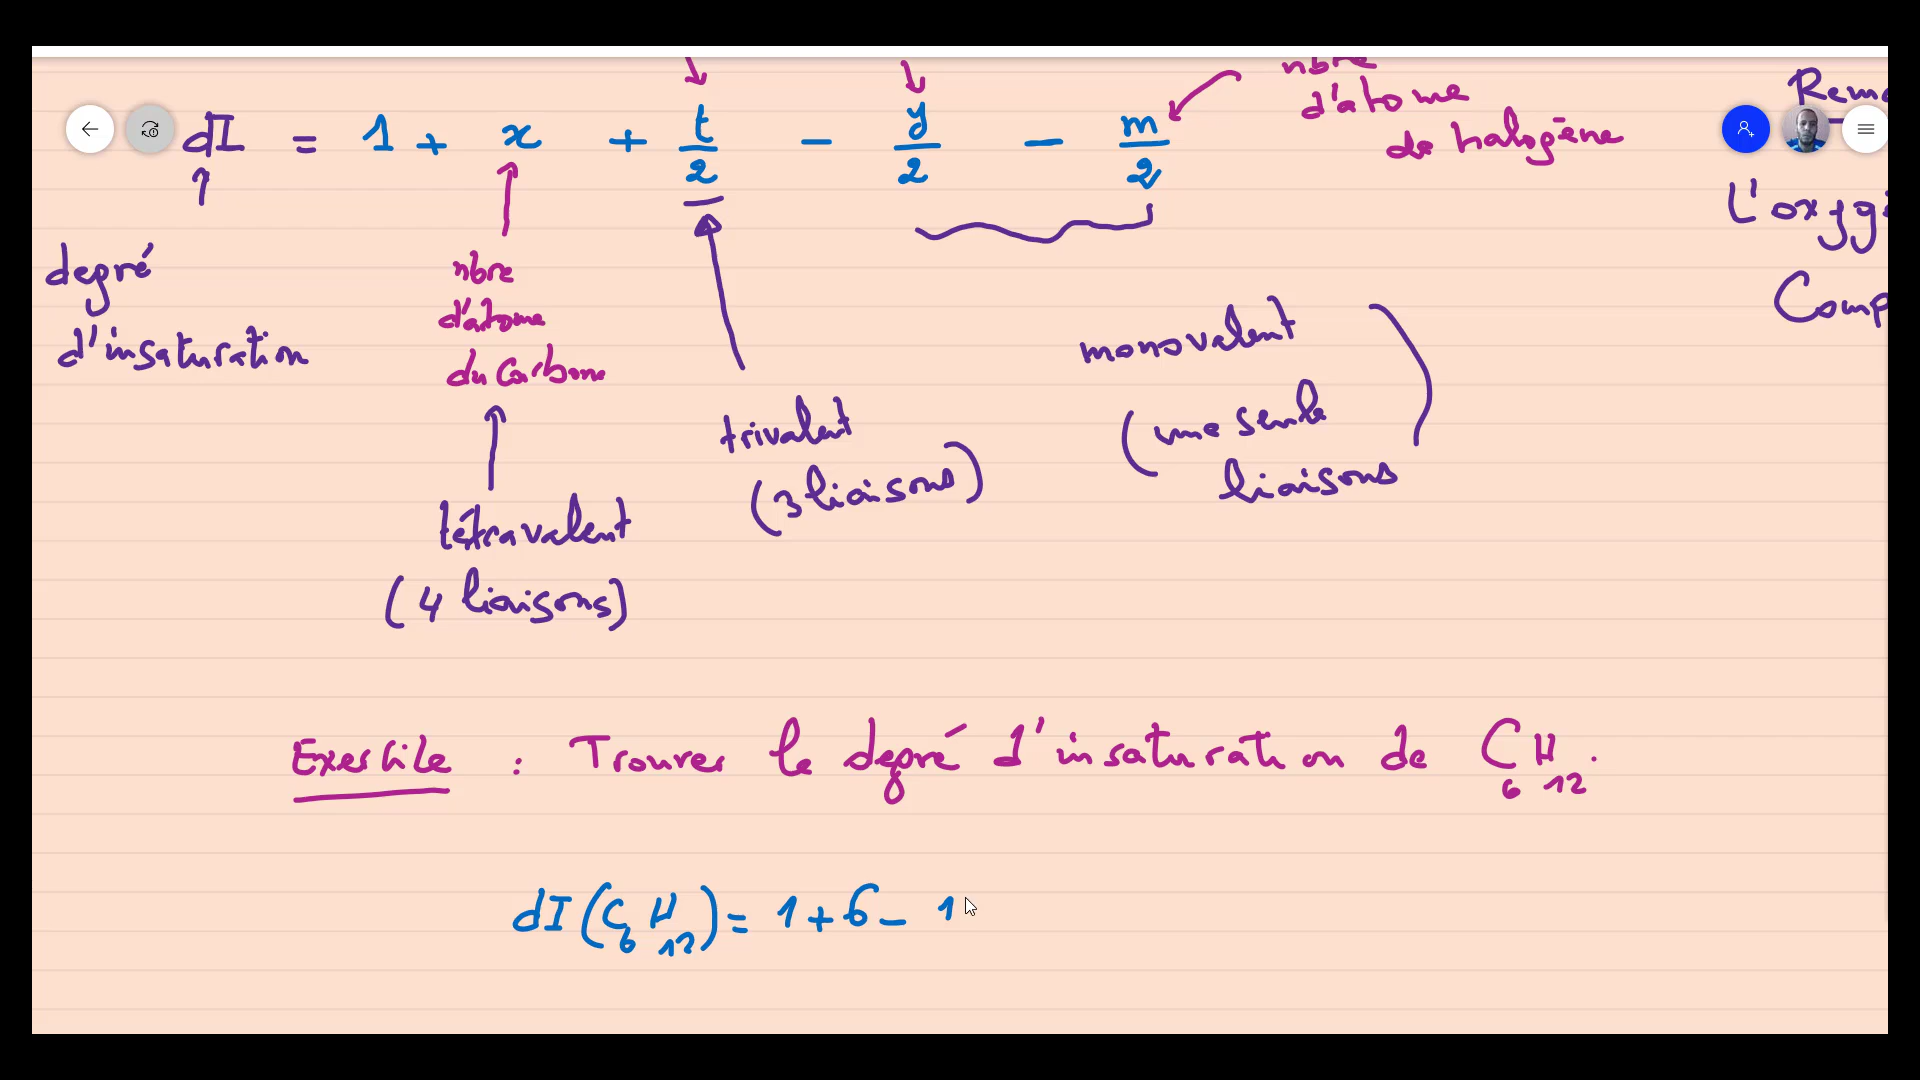 nbre
d'atome
de halogène
Rema
dI = 1 + x + t/2 - y/2 - m/2
L'oxygè
Comp
degré
d'insaturation
nbre
d'atome
du Carbone
tétravalent
(4 liaisons)
trivalent
(3 liaisons)
monovalent
(une seule
liaisons)
Exercice : Trouver le degré d'insaturation de C6H12.
dI(C6H12) = 1 + 6 - 1